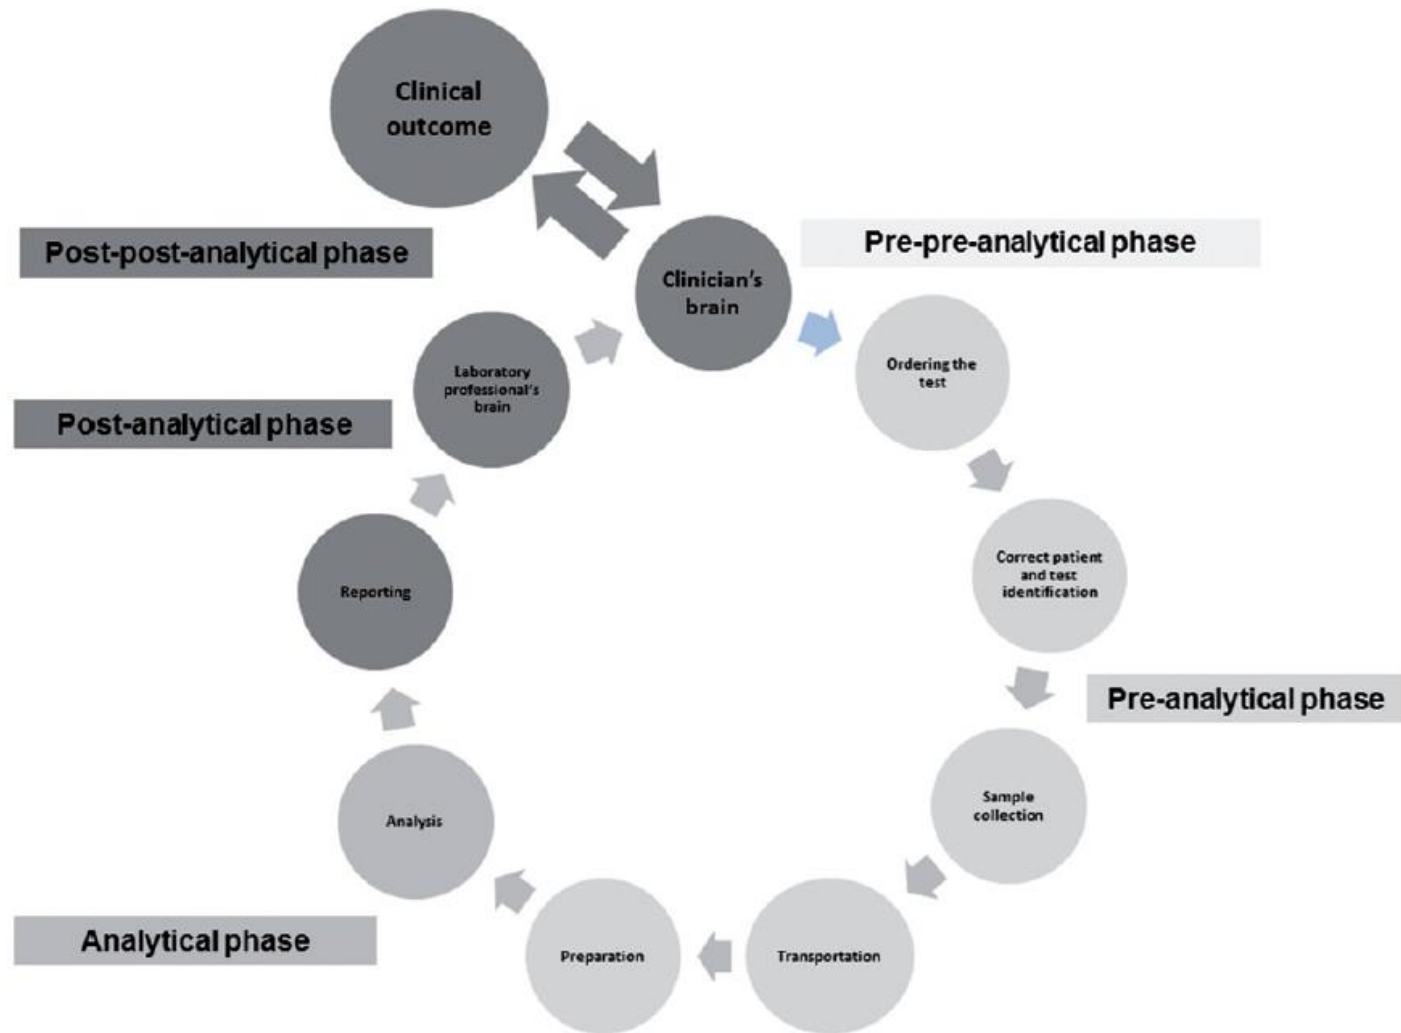 Clinical
outcome
Post-post-analytical phase
Pre-pre-analytical phase
Clinician's
brain
Ordering the
test
Laboratory
professional's
brain
Post-analytical phase
Correct patient
and test
identification
Reporting
Pre-analytical phase
Sample
collection
Analysis
Analytical phase
Preparation
Transportation